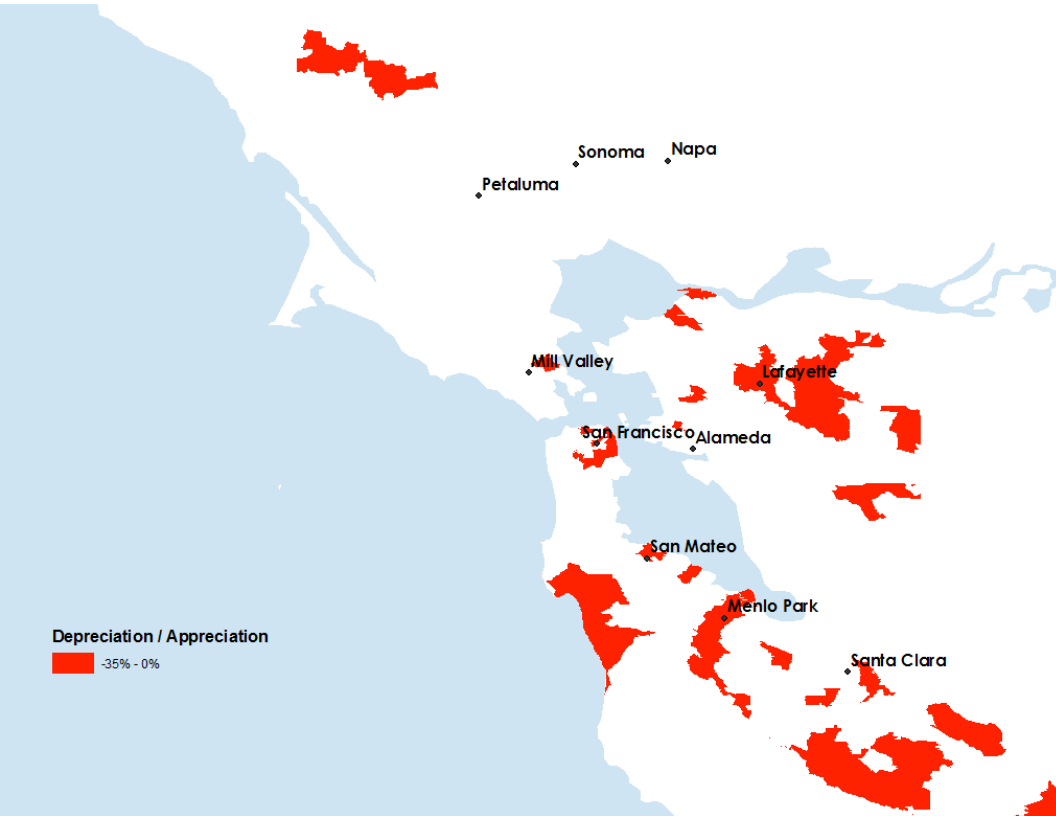 Sonoma
Napa
Petaluma
Mill Valley
Lafayette
San Francisco
Alameda
San Mateo
Menlo Park
Depreciation / Appreciation
-35% - 0%
Santa Clara